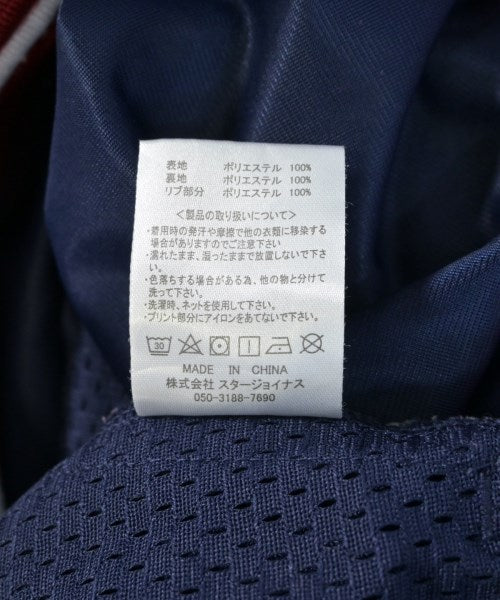 表地 ポリエステル 100%
裏地 ポリエステル 100%
リブ部分 ポリエステル 100%
＜製品の取り扱いについて＞
・着用時の発汗や摩擦で他の衣類に移染する
場合がありますのでご注意下さい
・濡れたまま、湿ったままで放置しないで下さ
い。
・色落ちする場合がある為、他の物と分けて
洗って下さい。
・洗濯時、ネットを使用して下さい。
・プリント部分にアイロンをあてないで下さい。
30
MADE IN CHINA
株式会社 スタージョイナス
050-3188-7690